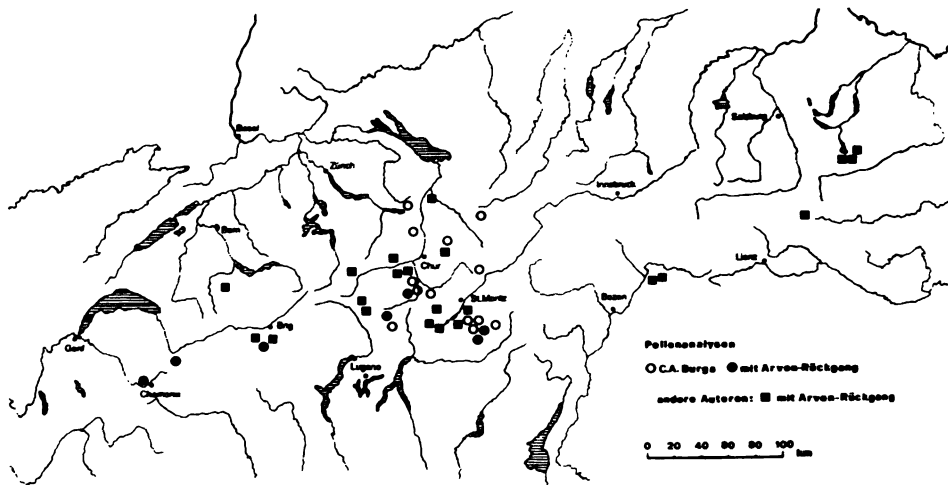 Basel
Zürich
Bern
Chur
St.Moritz
Brig
Genf
Chamonix
Lugano
Innsbruck
Salzburg
Lienz
Bozen
Pollenanalysen
C.A. Burga mit Arven-Rückgang
andere Autoren: mit Arven-Rückgang
0 20 40 60 80 100
km